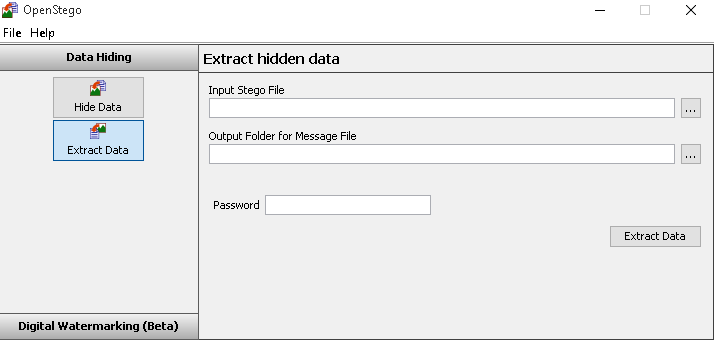 OpenStego
File Help
Data Hiding
Hide Data
Extract Data
Digital Watermarking (Beta)
Extract hidden data
Input Stego File
...
Output Folder for Message File
...
Password
Extract Data